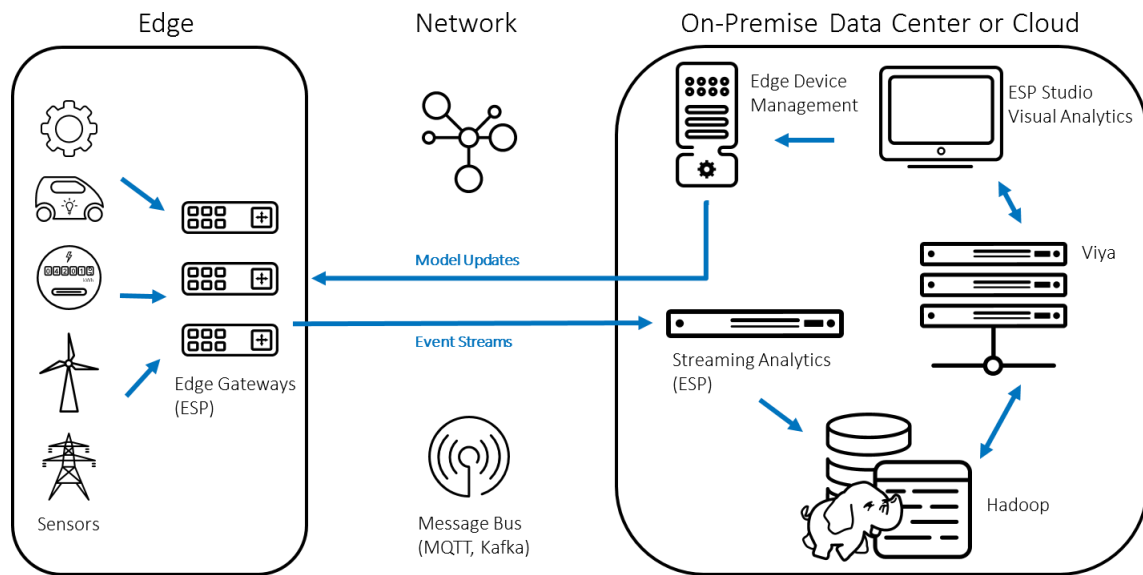 Edge
Network
On-Premise Data Center or Cloud
Edge Device
Management
ESP Studio
Visual Analytics
Viya
Model Updates
Event Streams
Streaming Analytics
(ESP)
Edge Gateways
(ESP)
Sensors
Message Bus
(MQTT, Kafka)
Hadoop